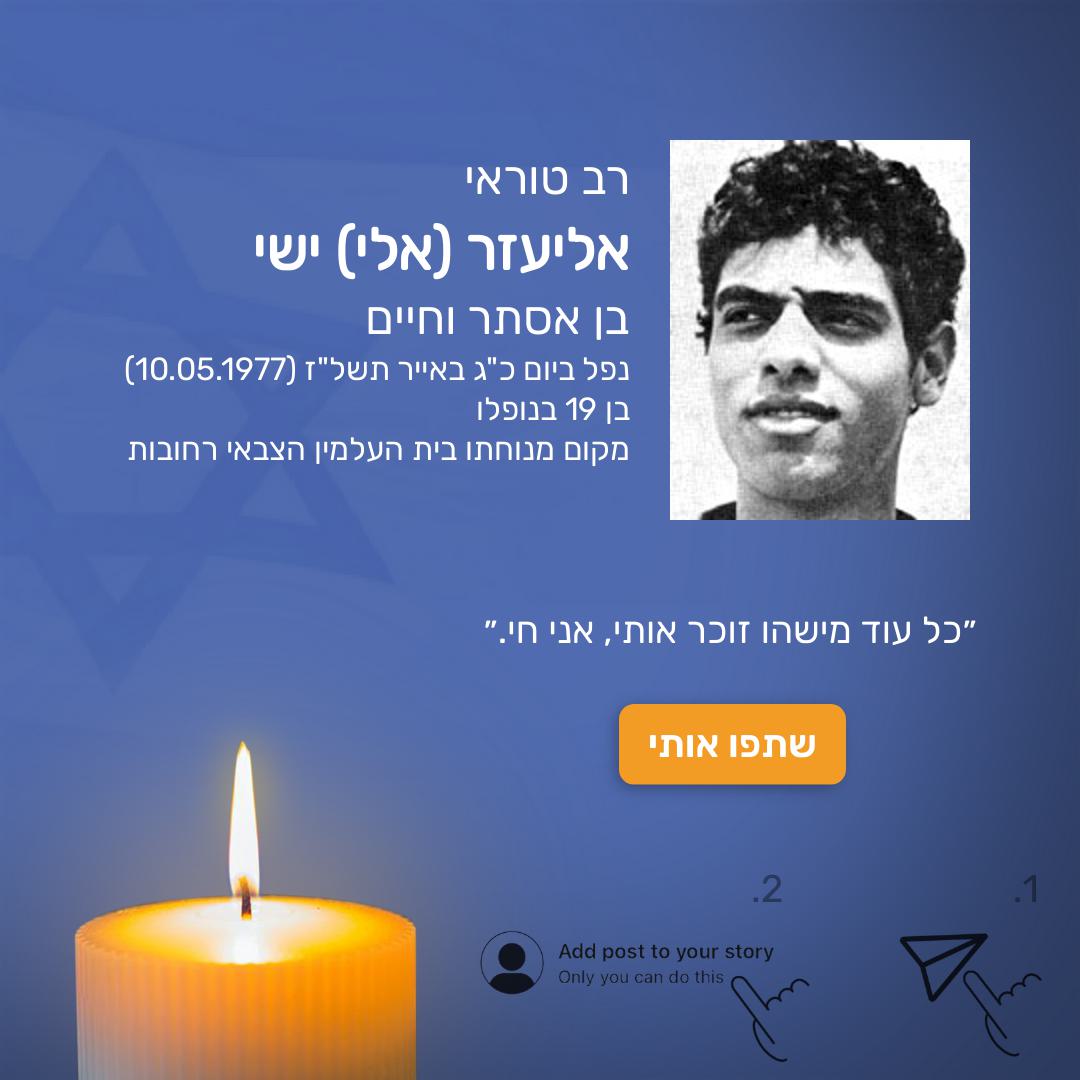 רב טוראי
אליעזר (אלי) ישי
בן אסתר וחיים
נפל ביום כ"ג באייר תשל"ז (10.05.1977)
בן 19 בנופלו
מקום מנוחתו בית העלמין הצבאי רחובות
״כל עוד מישהו זוכר אותי, אני חי.״
שתפו אותי
.1
.2
Add post to your story
Only you can do this